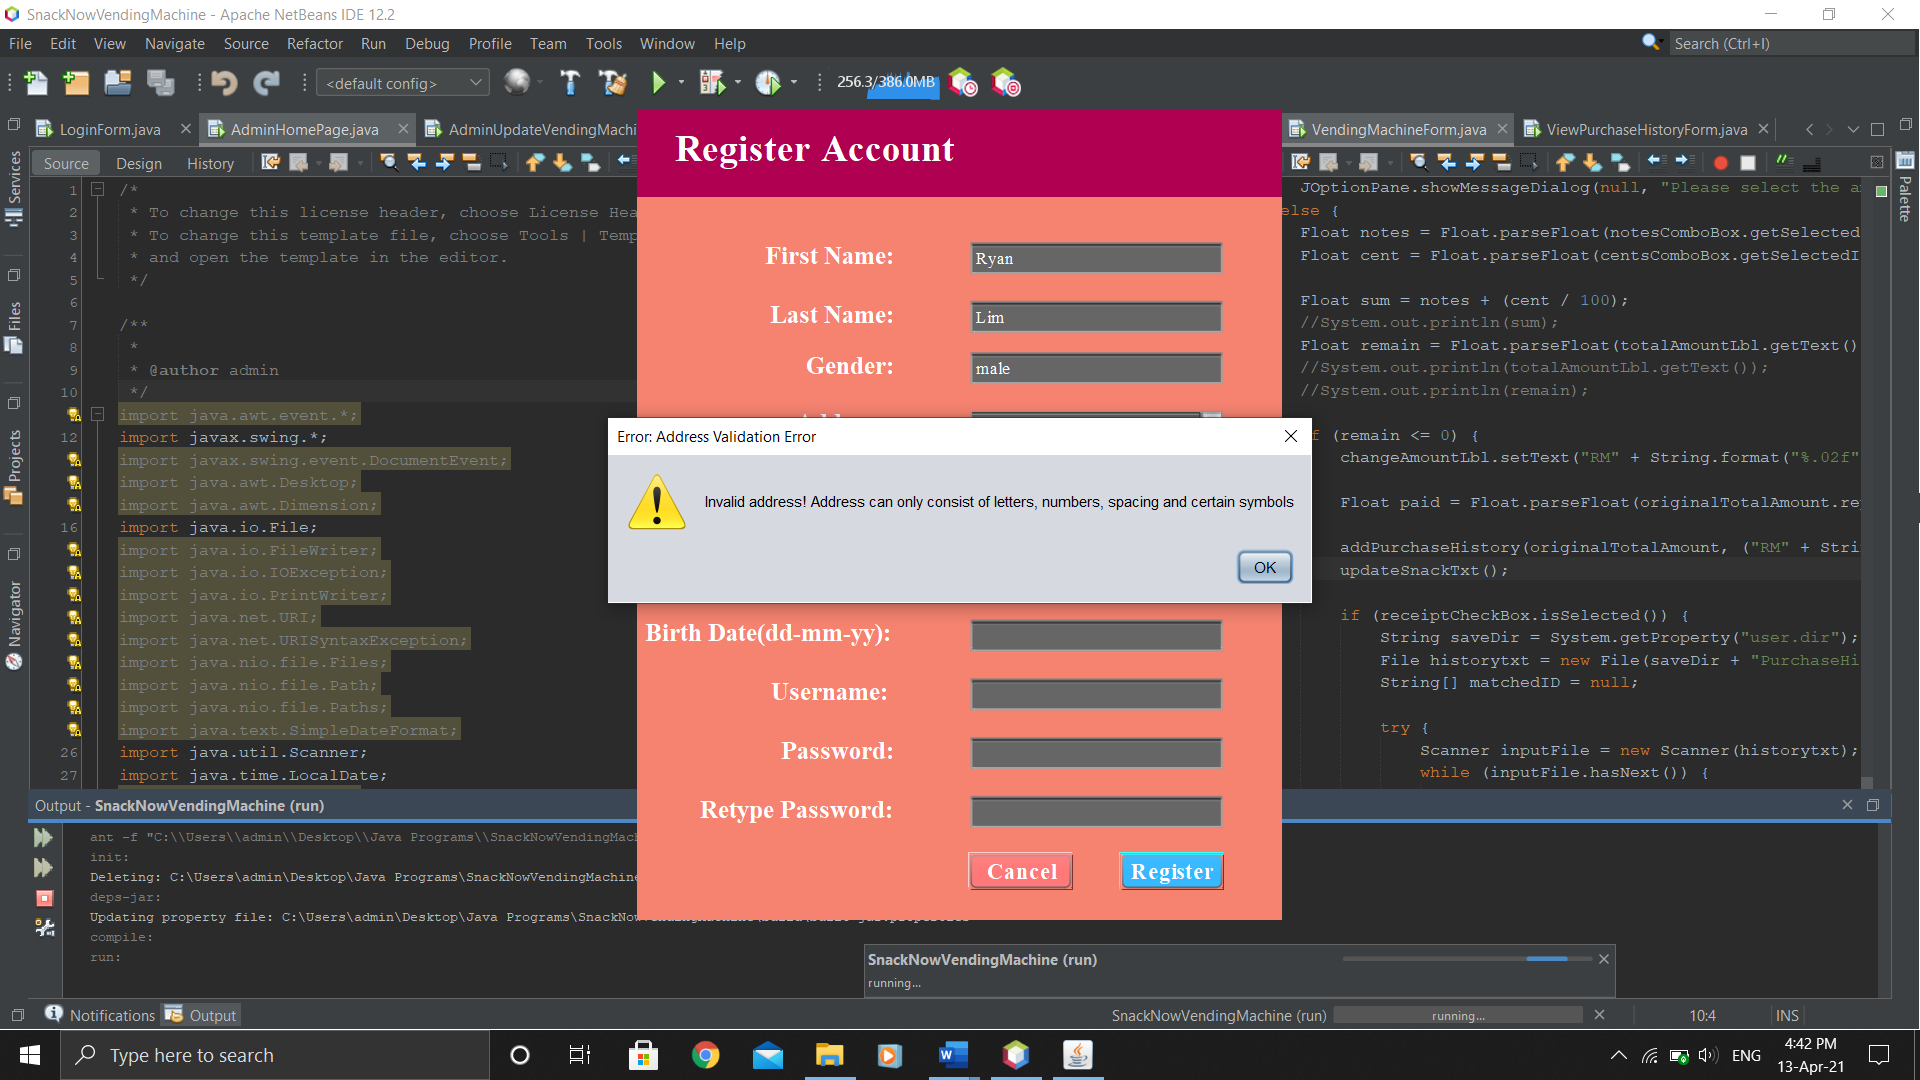 SnackNowVendingMachine - Apache NetBeans IDE 12.2
File Edit View Navigate Source Refactor Run Debug Profile Team Tools Window Help
Search (Ctrl+I)
<default config>
256.3/386.0MB
LoginForm.java
AdminHomePage.java
AdminUpdateVendingMachi
VendingMachineForm.java
ViewPurchaseHistoryForm.java
Source Design History
Services
Files
Projects
Navigator
Palette
1 /*
2 * To change this license header, choose License Hea
3 * To change this template file, choose Tools | Temp
4 * and open the template in the editor.
5 */
6
7 /**
8 *
9 * @author admin
10 */
import java.awt.event.*;
12 import javax.swing.*;
import javax.swing.event.DocumentEvent;
import java.awt.Desktop;
import java.awt.Dimension;
16 import java.io.File;
import java.io.FileWriter;
import java.io.IOException;
import java.io.PrintWriter;
import java.net.URI;
import java.net.URISyntaxException;
import java.nio.file.Files;
import java.nio.file.Path;
import java.nio.file.Paths;
import java.text.SimpleDateFormat;
26 import java.util.Scanner;
27 import java.time.LocalDate;
Register Account
First Name: Ryan
Last Name: Lim
Gender: male
Error: Address Validation Error
Invalid address! Address can only consist of letters, numbers, spacing and certain symbols
OK
Birth Date(dd-mm-yy):
Username:
Password:
Retype Password:
Cancel
Register
JOptionPane.showMessageDialog(null, "Please select the a
else {
Float notes = Float.parseFloat(notesComboBox.getSelected
Float cent = Float.parseFloat(centsComboBox.getSelectedI
Float sum = notes + (cent / 100);
//System.out.println(sum);
Float remain = Float.parseFloat(totalAmountLbl.getText()
//System.out.println(totalAmountLbl.getText());
//System.out.println(remain);
f (remain <= 0) {
changeAmountLbl.setText("RM" + String.format("%.02f"
Float paid = Float.parseFloat(originalTotalAmount.re
addPurchaseHistory(originalTotalAmount, ("RM" + Stri
updateSnackTxt();
if (receiptCheckBox.isSelected()) {
String saveDir = System.getProperty("user.dir");
File historytxt = new File(saveDir + "PurchaseHi
String[] matchedID = null;
try {
Scanner inputFile = new Scanner(historytxt);
while (inputFile.hasNext()) {
Output - SnackNowVendingMachine (run)
ant -f "C:\\Users\\admin\\Desktop\\Java Programs\\SnackNowVendingMac
init:
Deleting: C:\Users\admin\Desktop\Java Programs\SnackNowVendingMachine
deps-jar:
Updating property file: C:\Users\admin\Desktop\Java Programs\SnackNow
compile:
run:
SnackNowVendingMachine (run)
running...
Notifications
Output
SnackNowVendingMachine (run)
running...
10:4
INS
Type here to search
ENG
4:42 PM
13-Apr-21